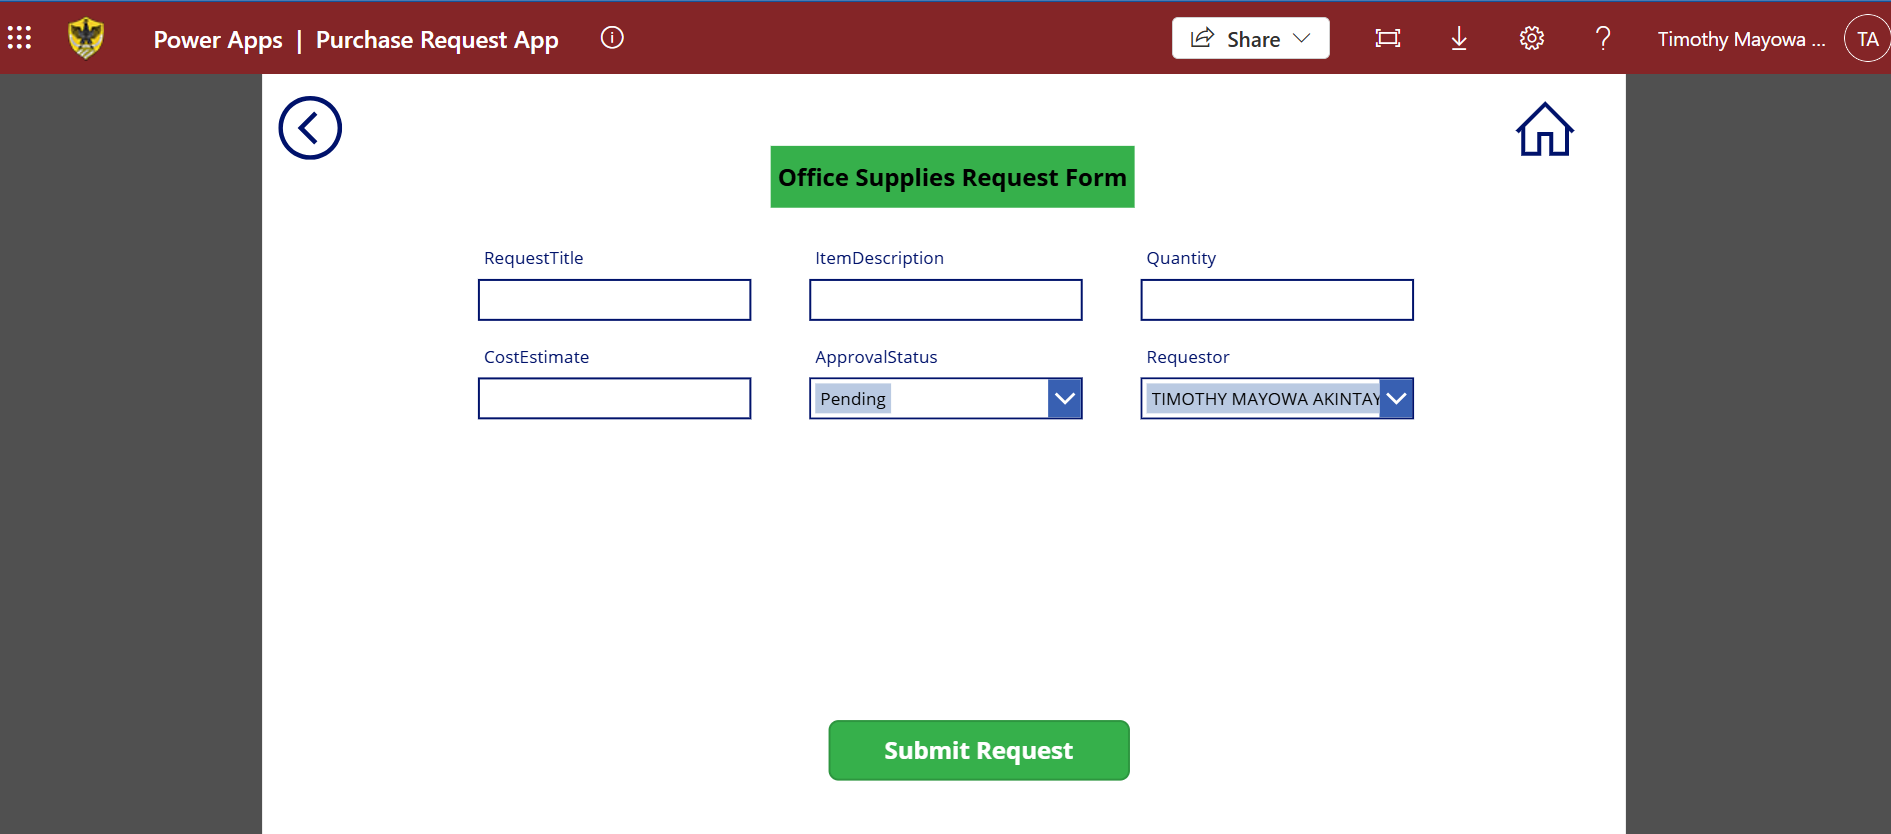 Power Apps | Purchase Request App
Share
Timothy Mayowa ...
TA
Office Supplies Request Form
RequestTitle
ItemDescription
Quantity
CostEstimate
ApprovalStatus
Requestor
Pending
TIMOTHY MAYOWA AKINTAY
Submit Request